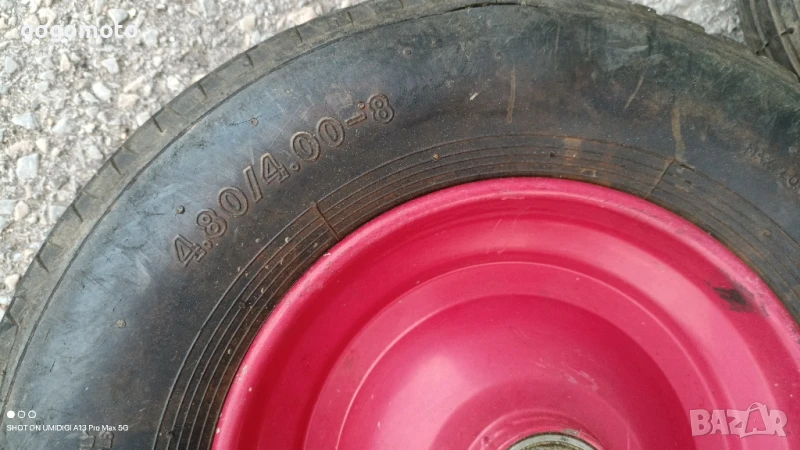 gogomoto
4.80/4.00-8
SHOT ON UMIDIGI A13 Pro Max 5G
BAZAR